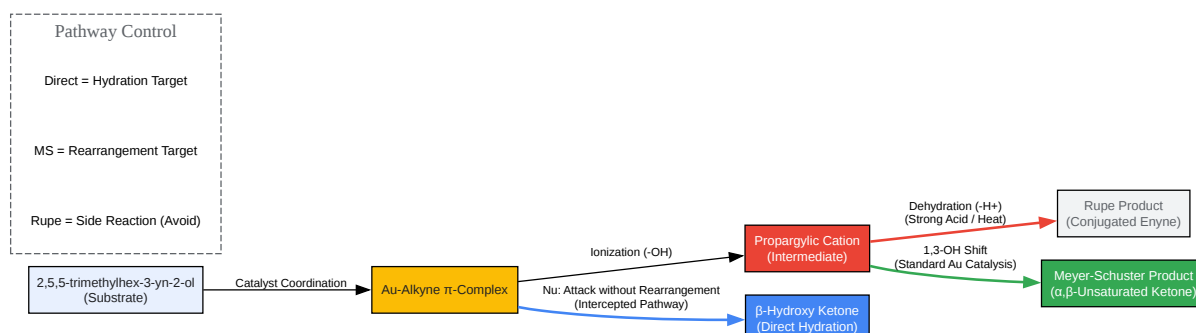 Pathway Control
Direct = Hydration Target
MS = Rearrangement Target
Rupe = Side Reaction (Avoid)
2,5,5-trimethylhex-3-yn-2-ol
(Substrate)
Catalyst Coordination
Au-Alkyne π-Complex
Ionization (-OH)
Nu: Attack without Rearrangement
(Intercepted Pathway)
Propargylic Cation
(Intermediate)
β-Hydroxy Ketone
(Direct Hydration)
Dehydration (-H+)
(Strong Acid / Heat)
1,3-OH Shift
(Standard Au Catalysis)
Rupe Product
(Conjugated Enyne)
Meyer-Schuster Product
(α,β-Unsaturated Ketone)